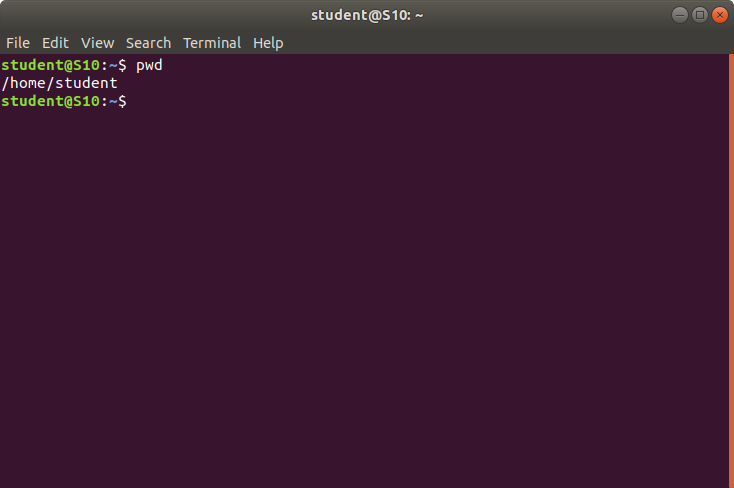 student@S10: ~
File Edit View Search Terminal Help
student@S10:~$ pwd
/home/student
student@S10:~$